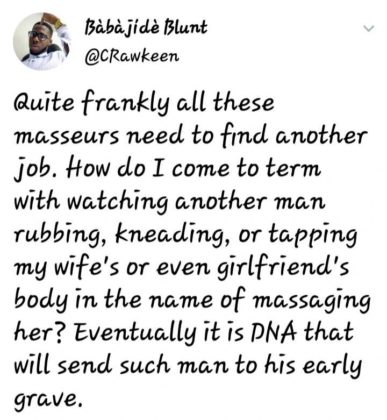 Bàbàjídè Blunt
@CRawkeen
Quite frankly all these
masseurs need to find another
job. How do I come to term
with watching another man
rubbing, kneading, or tapping
my wife's or even girlfriend's
body in the name of massaging
her? Eventually it is DNA that
will send such man to his early
grave.